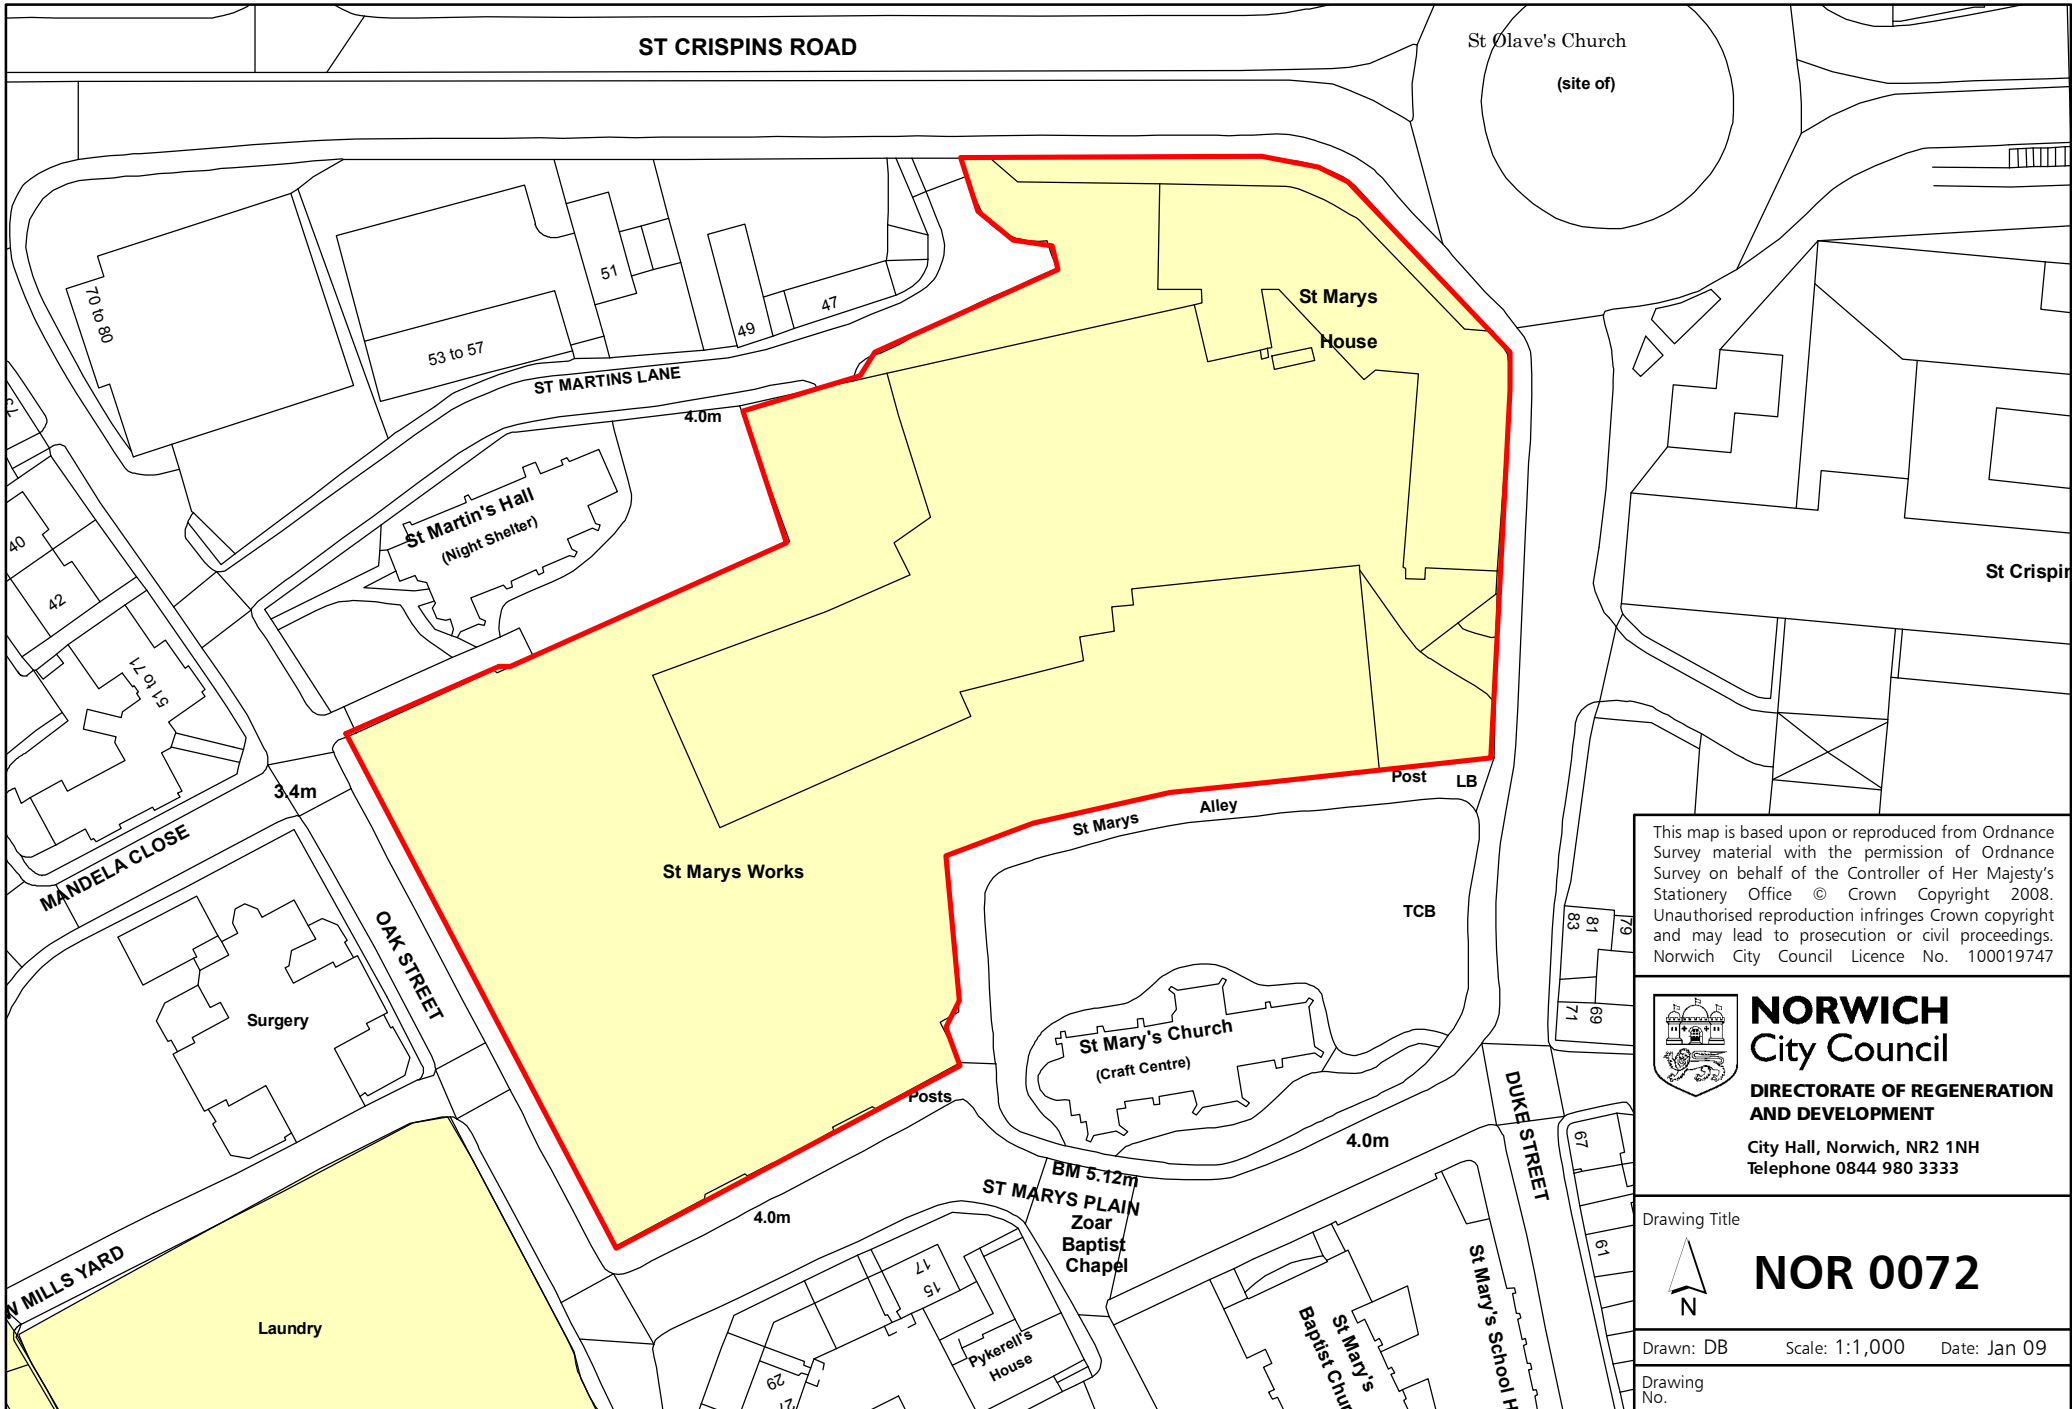 ST CRISPINS ROAD
St Olave's Church
(site of)
70 to 80
53 to 57
51
49
47
ST MARTINS LANE
4.0m
St Marys
House
St Martin's Hall
(Night Shelter)
40
42
51 to 71
3.4m
MANDELA CLOSE
OAK STREET
St Marys Works
St Marys Alley
Post
LB
TCB
St Crispin
St Mary's Church
(Craft Centre)
Surgery
Posts
4.0m
BM 5.12m
ST MARYS PLAIN
4.0m
Zoar
Baptist
Chapel
DUKE STREET
83
81
79
71
69
67
61
17
15
Pykerell's
House
29
27
St Mary's
Baptist Chur
St Mary's School H
N MILLS YARD
Laundry
This map is based upon or reproduced from Ordnance
Survey material with the permission of Ordnance
Survey on behalf of the Controller of Her Majesty's
Stationery Office © Crown Copyright 2008.
Unauthorised reproduction infringes Crown copyright
and may lead to prosecution or civil proceedings.
Norwich City Council Licence No. 100019747
NORWICH
City Council
DIRECTORATE OF REGENERATION
AND DEVELOPMENT
City Hall, Norwich, NR2 1NH
Telephone 0844 980 3333
Drawing Title
N
NOR 0072
Drawn: DB Scale: 1:1,000 Date: Jan 09
Drawing
No.